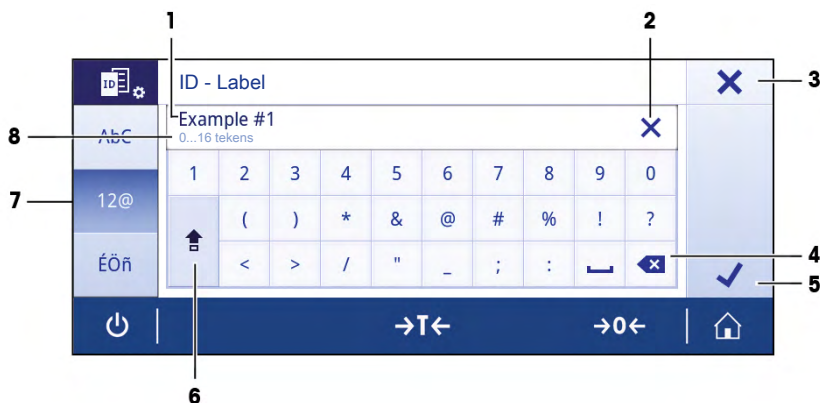 1
2
ID
ID - Label
3
Example #1
8
0...16 tekens
AbC
1 2 3 4 5 6 7 8 9 0
7
12@
( ) * & @ # % ! ?
ÉÖñ
< > / " _ ; :
4
5
→T← →0←
6